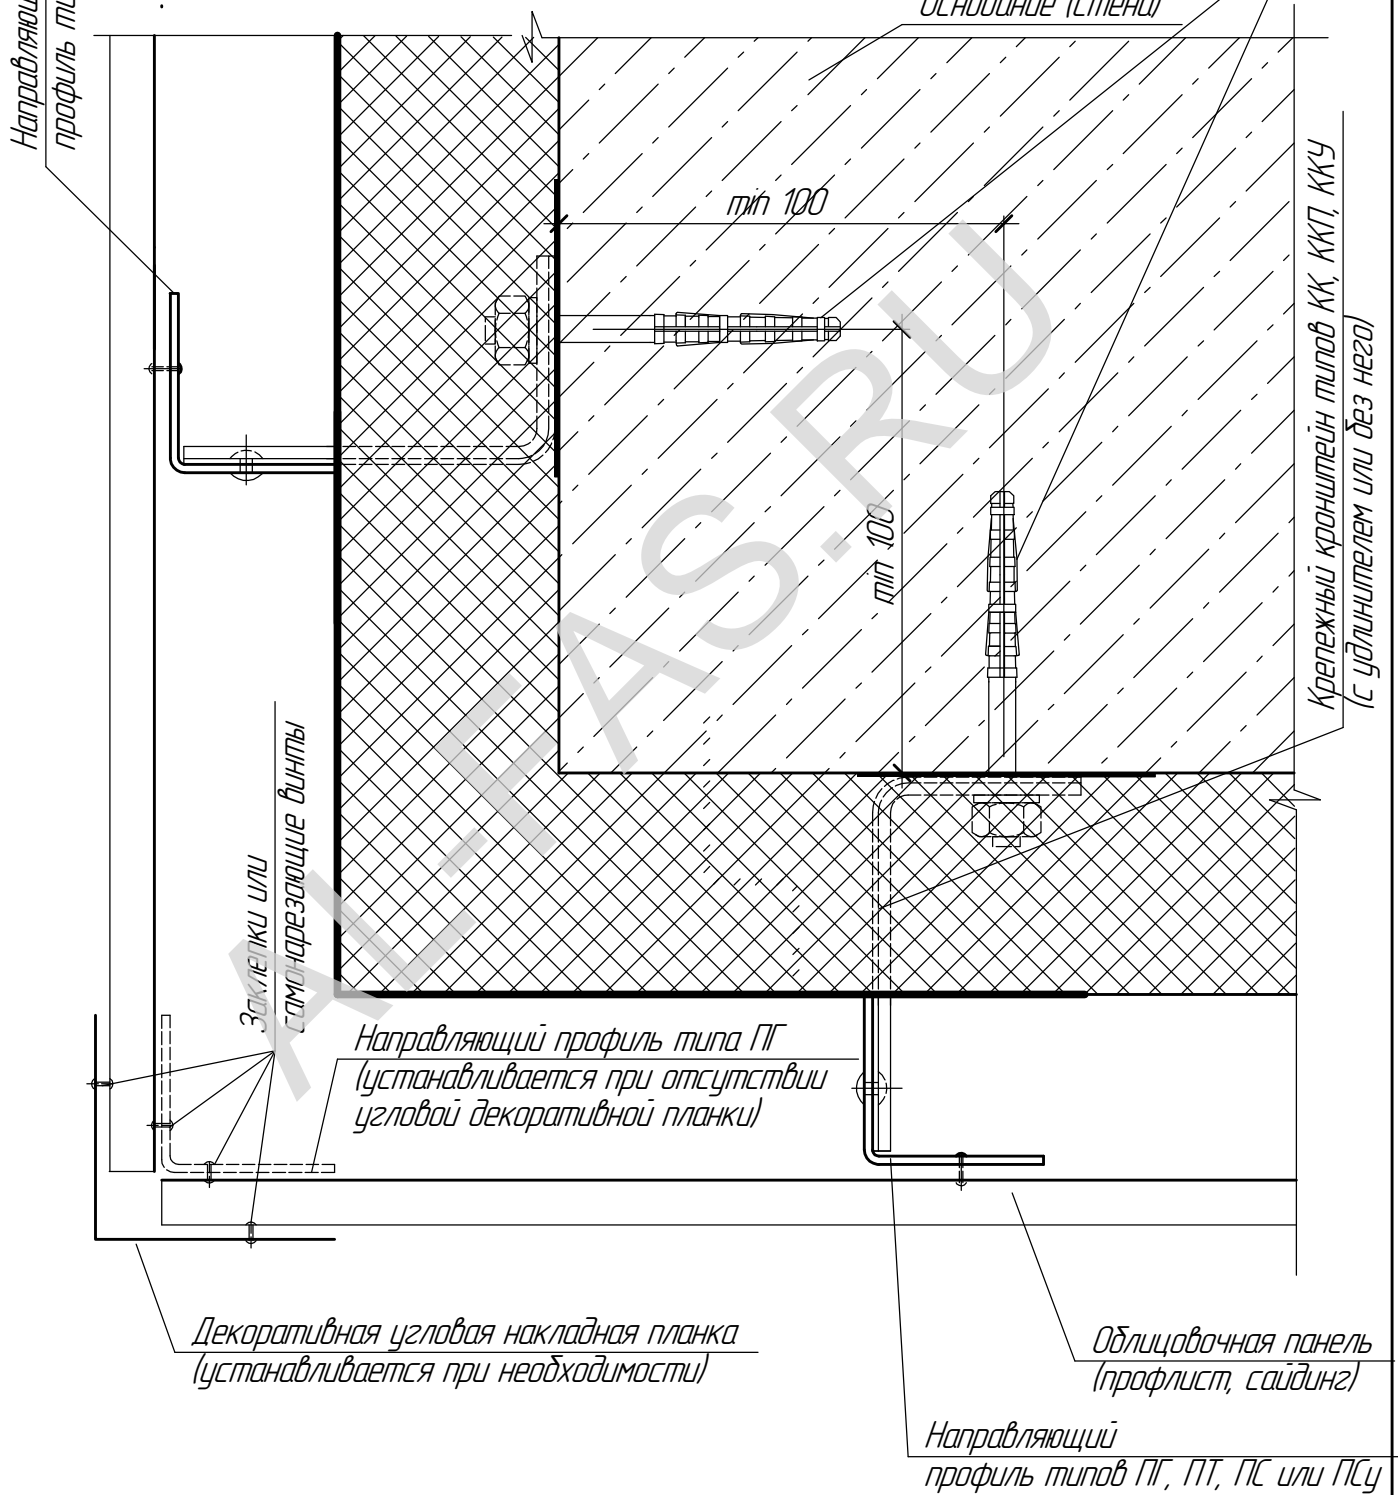 Основание (стена)
Направляющ
профиль ти
min 100
min 100
Крепежный кронштейн типов КК, ККП, ККУ
(с удлинителем или без него)
AL-FAS.RU
Заклепки или
самонарезающие винты
Направляющий профиль типа ПГ
(устанавливается при отсутствии
угловой декоративной планки)
Декоративная угловая накладная планка
(устанавливается при необходимости)
Облицовочная панель
(профлист, сайдинг)
Направляющий
профиль типов ПГ, ПТ, ПС или ПСу